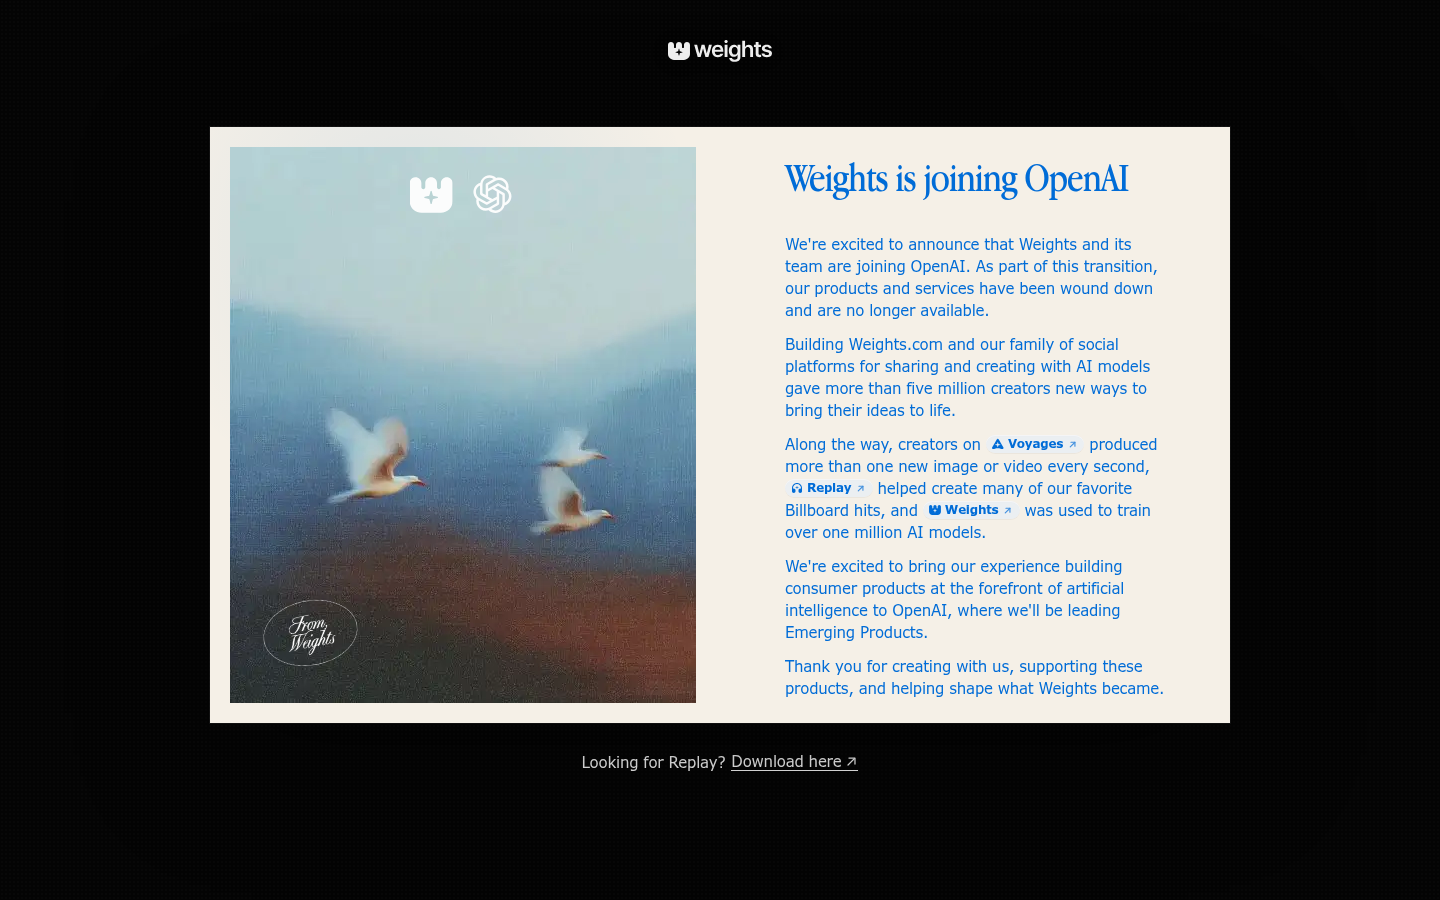 weights
Weights is joining OpenAI
We're excited to announce that Weights and its
team are joining OpenAI. As part of this transition,
our products and services have been wound down
and are no longer available.
Building Weights.com and our family of social
platforms for sharing and creating with AI models
gave more than five million creators new ways to
bring their ideas to life.
Along the way, creators on Voyages ↗ produced
more than one new image or video every second,
Replay ↗ helped create many of our favorite
Billboard hits, and Weights ↗ was used to train
over one million AI models.
We're excited to bring our experience building
consumer products at the forefront of artificial
intelligence to OpenAI, where we'll be leading
Emerging Products.
Thank you for creating with us, supporting these
products, and helping shape what Weights became.
From,
Weights
Looking for Replay? Download here ↗